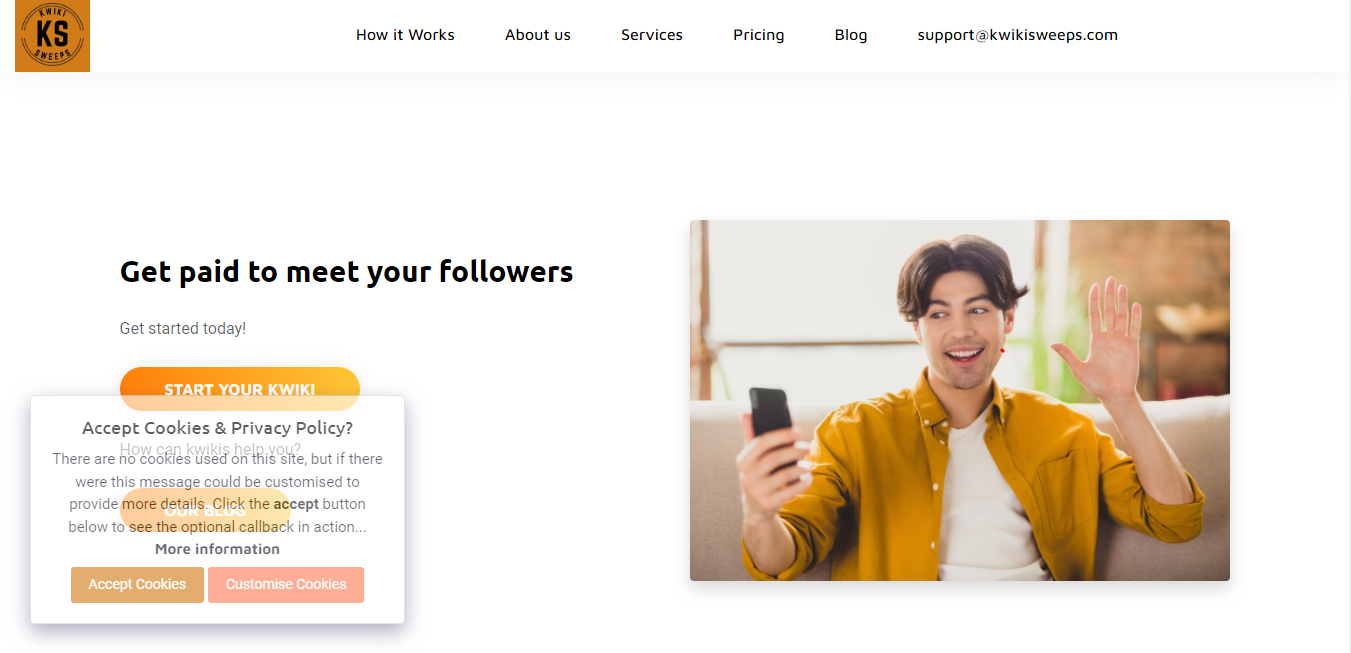 KWIKI
KS
SWEEPS
How it Works
About us
Services
Pricing
Blog
support@kwikisweeps.com
Get paid to meet your followers
Get started today!
START YOUR KWIKI
How can kwikis help you?
OUR BLOG
Accept Cookies & Privacy Policy?
There are no cookies used on this site, but if there
were this message could be customised to
provide more details. Click the accept button
below to see the optional callback in action...
More information
Accept Cookies
Customise Cookies